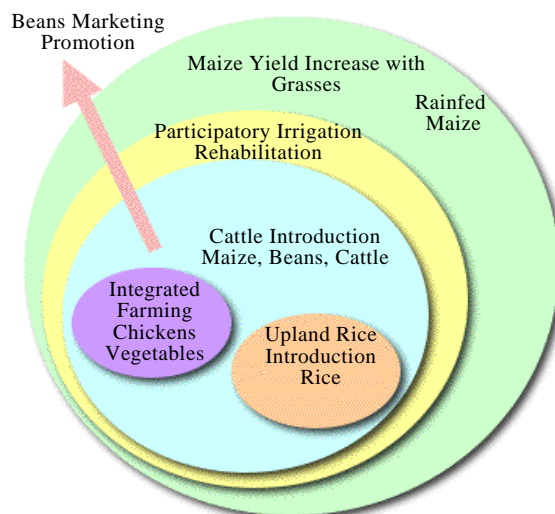 Beans Marketing
Promotion
Maize Yield Increase with
Grasses
Rainfed
Maize
Participatory Irrigation
Rehabilitation
Cattle Introduction
Maize, Beans, Cattle
Integrated
Farming
Chickens
Vegetables
Upland Rice
Introduction
Rice